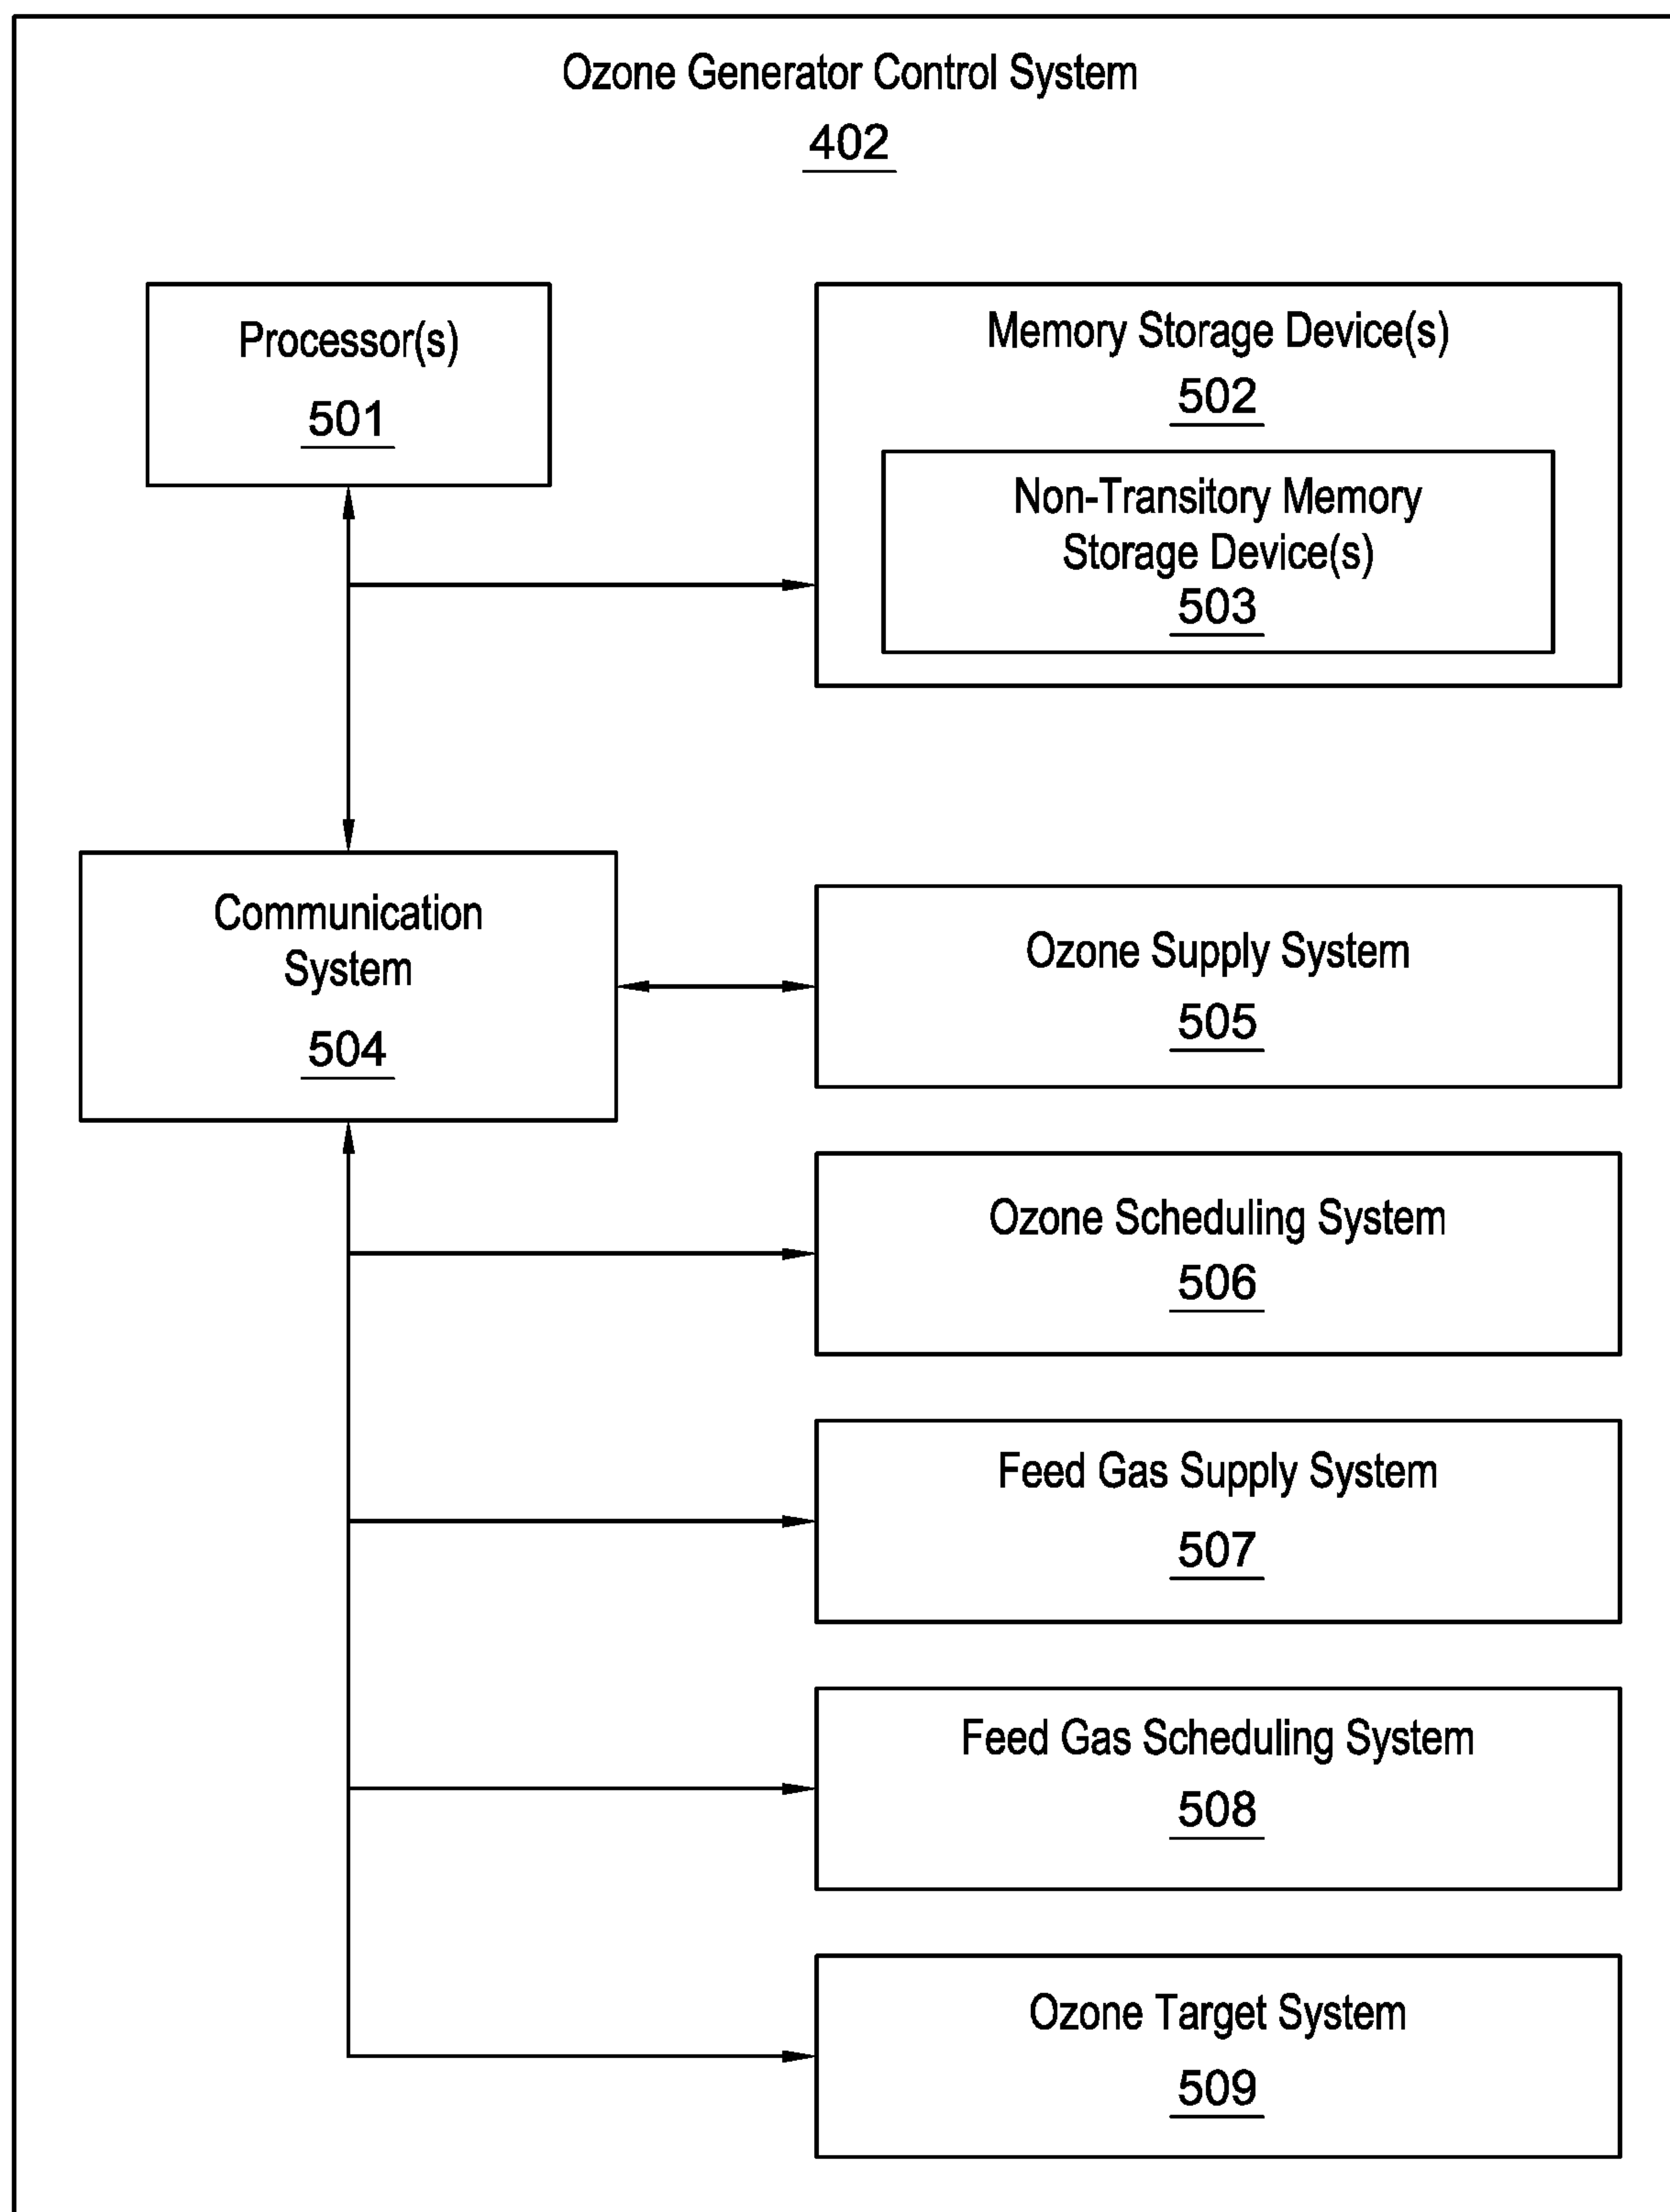 Ozone Generator Control System
402
Processor(s)
501
Memory Storage Device(s)
502
Non-Transitory Memory
Storage Device(s)
503
Communication
System
504
Ozone Supply System
505
Ozone Scheduling System
506
Feed Gas Supply System
507
Feed Gas Scheduling System
508
Ozone Target System
509